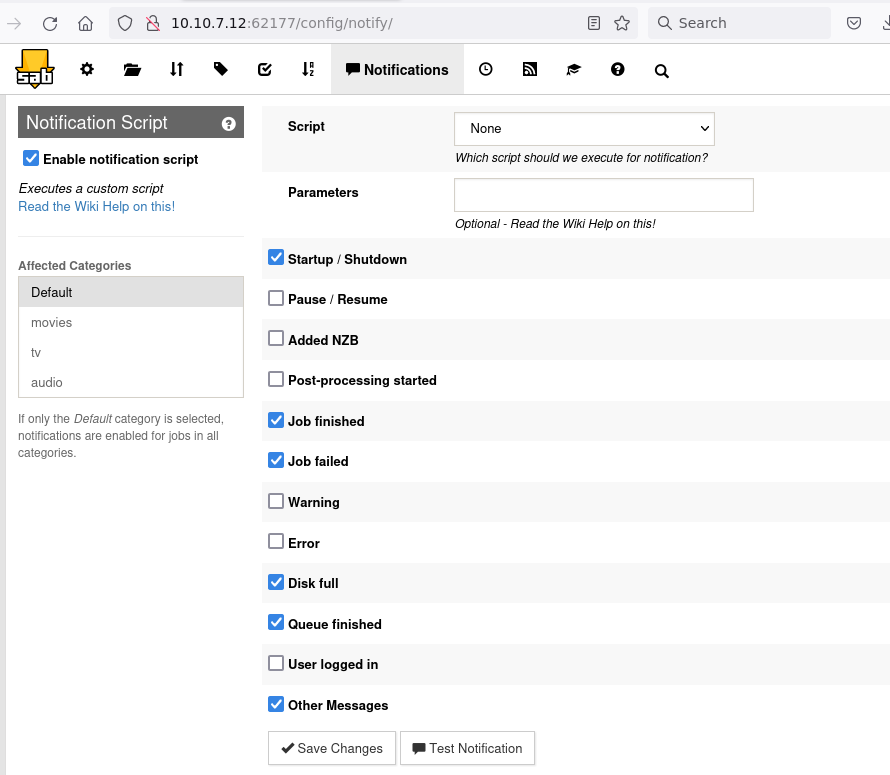 10.10.7.12:62177/config/notify/
Search
sab
Notifications
Notification Script
Enable notification script
Executes a custom script
Read the Wiki Help on this!
Affected Categories
Default
movies
tv
audio
If only the Default category is selected,
notifications are enabled for jobs in all
categories.
Script
None
Which script should we execute for notification?
Parameters
Optional - Read the Wiki Help on this!
Startup / Shutdown
Pause / Resume
Added NZB
Post-processing started
Job finished
Job failed
Warning
Error
Disk full
Queue finished
User logged in
Other Messages
Save Changes
Test Notification